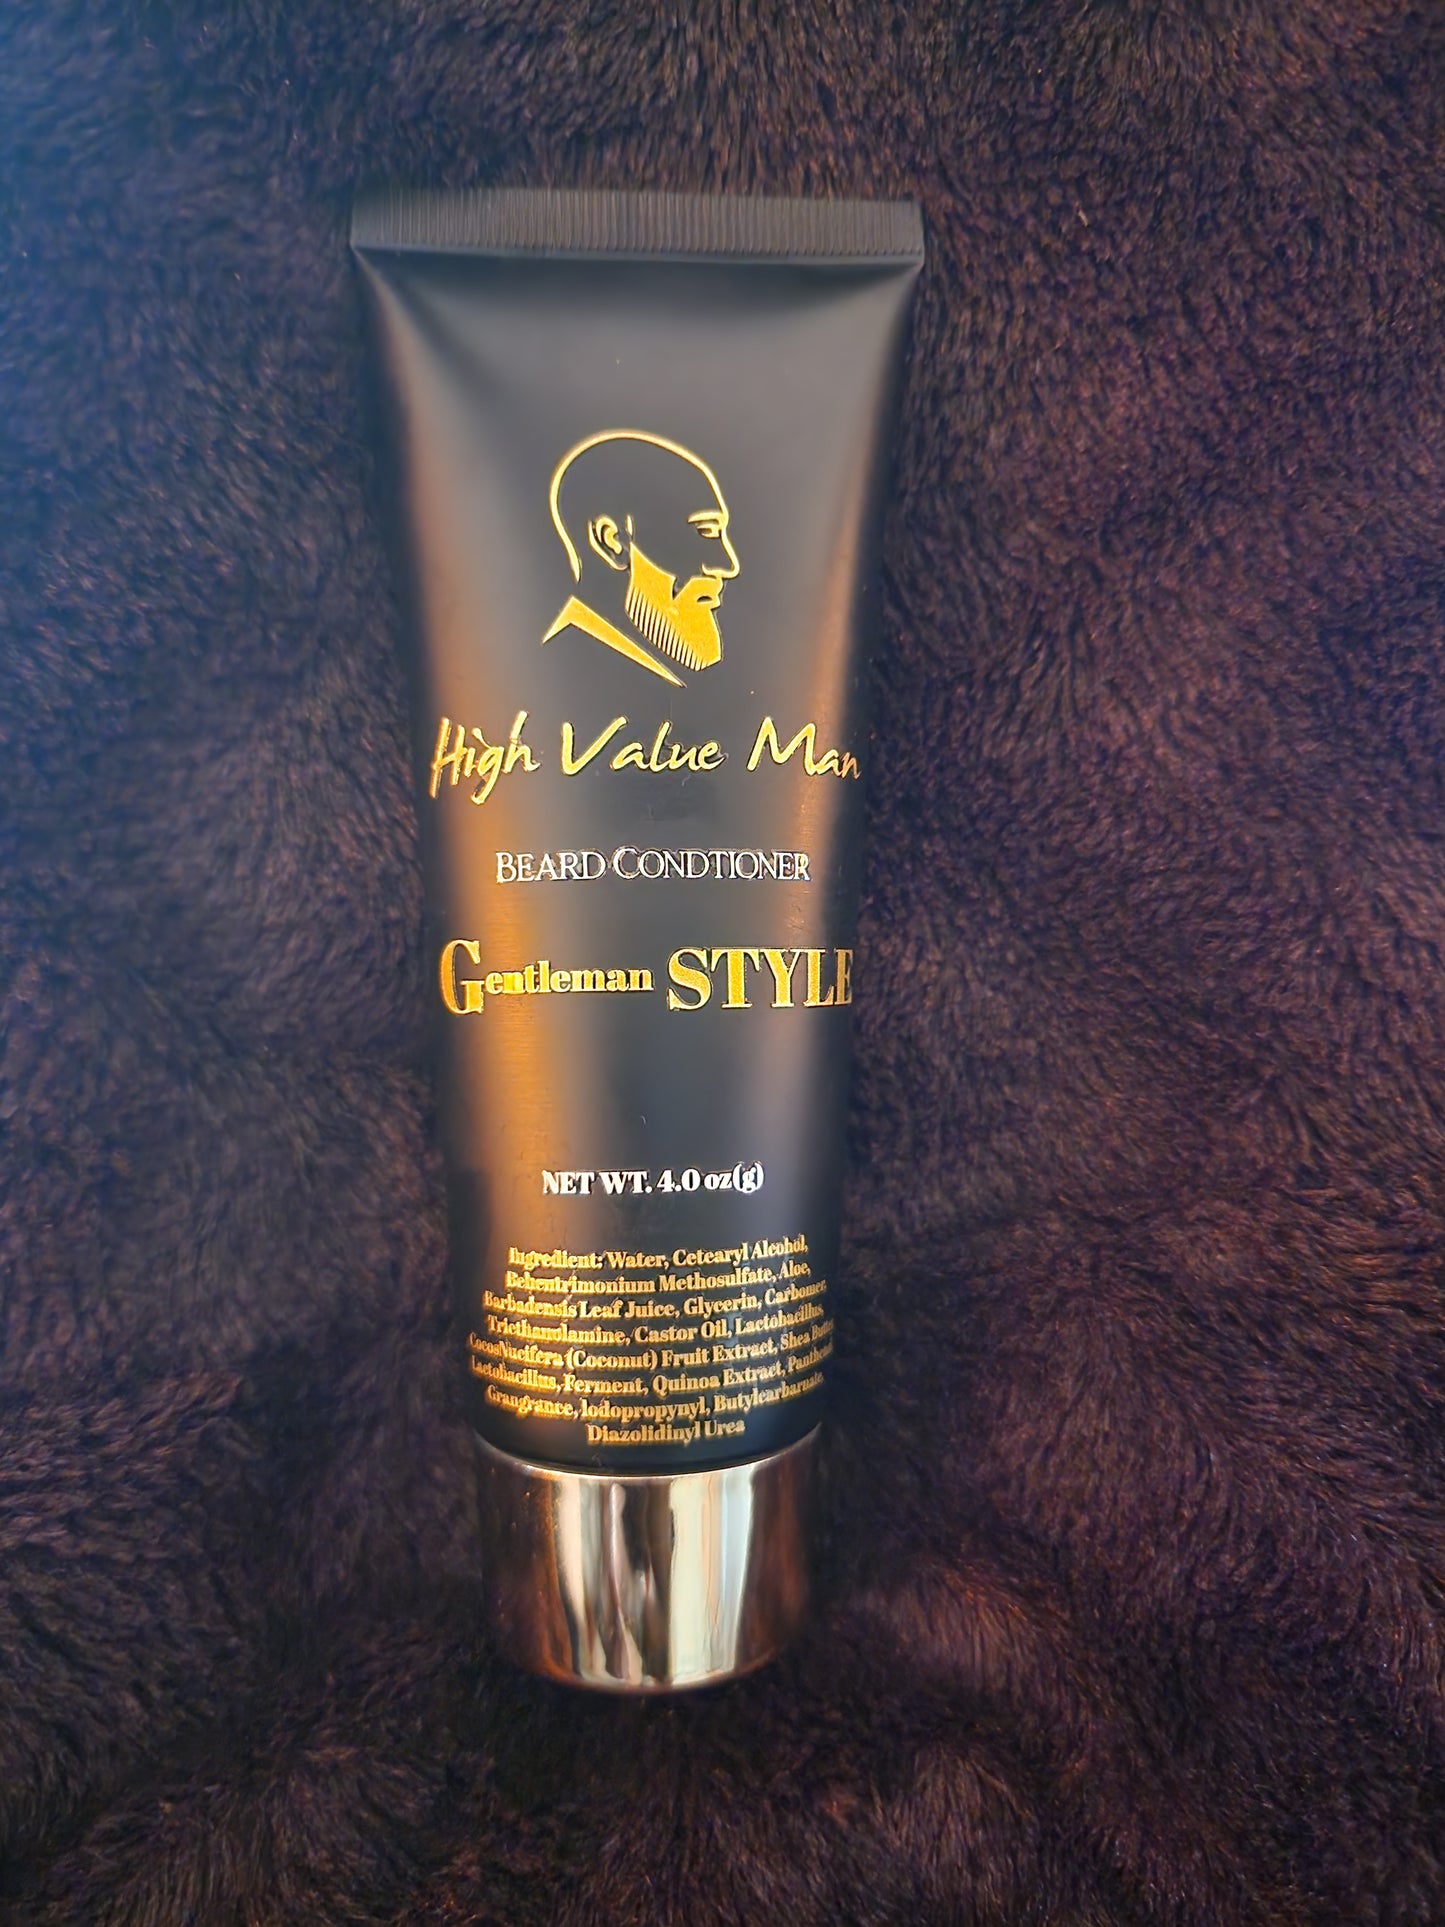 High Value Man
BEARD CONDTIONER
Gentleman STYLE
NET WT. 4.0 oz(g)
Ingredient: Water, Cetearyl Alcohol,
Behentrimonium Methosulfate, Aloe,
Barbadensis Leaf Juice, Glycerin, Carbomer,
Triethanolamine, Castor Oil, Lactobacillus,
CocosNucifera (Coconut) Fruit Extract, Shea Butter,
Lactobacillus, Ferment, Quinoa Extract, Panthenol,
Grangrance, lodopropynyl, Butylcarbarnate,
Diazolidinyl Urea